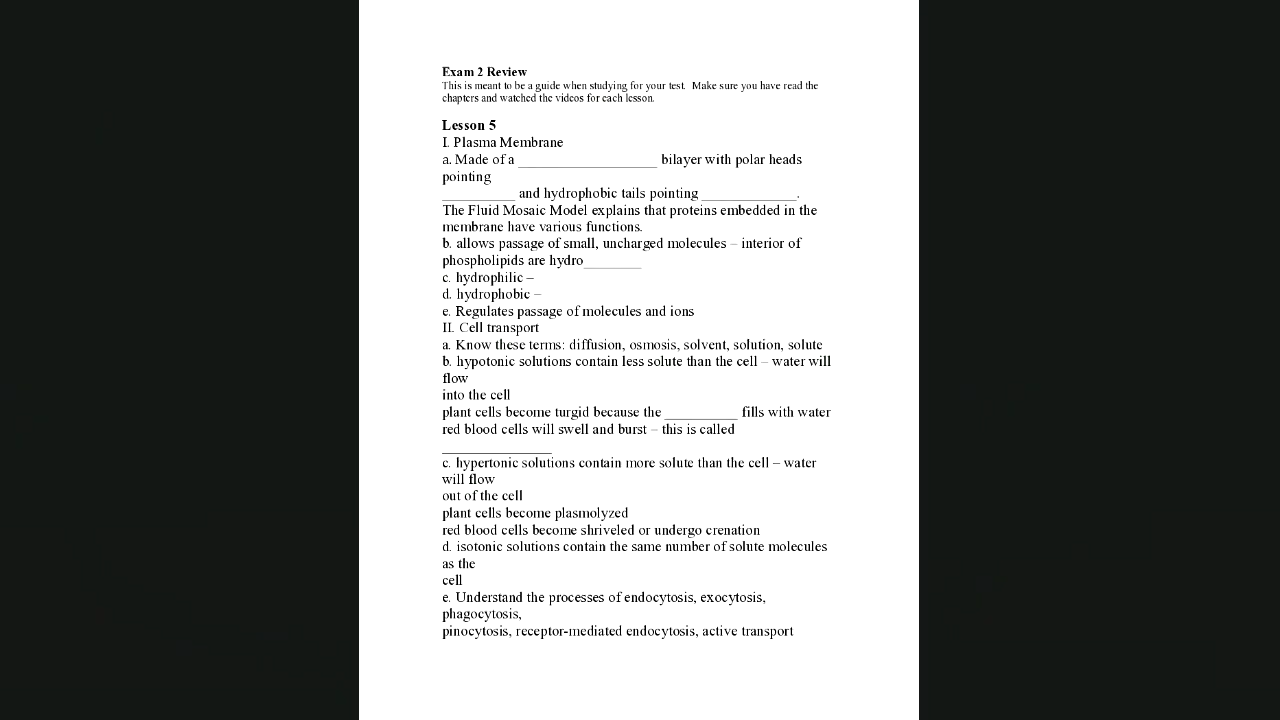 Exam 2 Review
This is meant to be a guide when studying for your test.  Make sure you have read the
chapters and watched the videos for each lesson.
Lesson 5
I. Plasma Membrane
a. Made of a ___________________ bilayer with polar heads
pointing
__________ and hydrophobic tails pointing _____________.
The Fluid Mosaic Model explains that proteins embedded in the
membrane have various functions.
b. allows passage of small, uncharged molecules – interior of
phospholipids are hydro________
c. hydrophilic –
d. hydrophobic –
e. Regulates passage of molecules and ions
II. Cell transport
a. Know these terms: diffusion, osmosis, solvent, solution, solute
b. hypotonic solutions contain less solute than the cell – water will
flow
into the cell
plant cells become turgid because the __________ fills with water
red blood cells will swell and burst – this is called
_______________
c. hypertonic solutions contain more solute than the cell – water
will flow
out of the cell
plant cells become plasmolyzed
red blood cells become shriveled or undergo crenation
d. isotonic solutions contain the same number of solute molecules
as the
cell
e. Understand the processes of endocytosis, exocytosis,
phagocytosis,
pinocytosis, receptor-mediated endocytosis, active transport